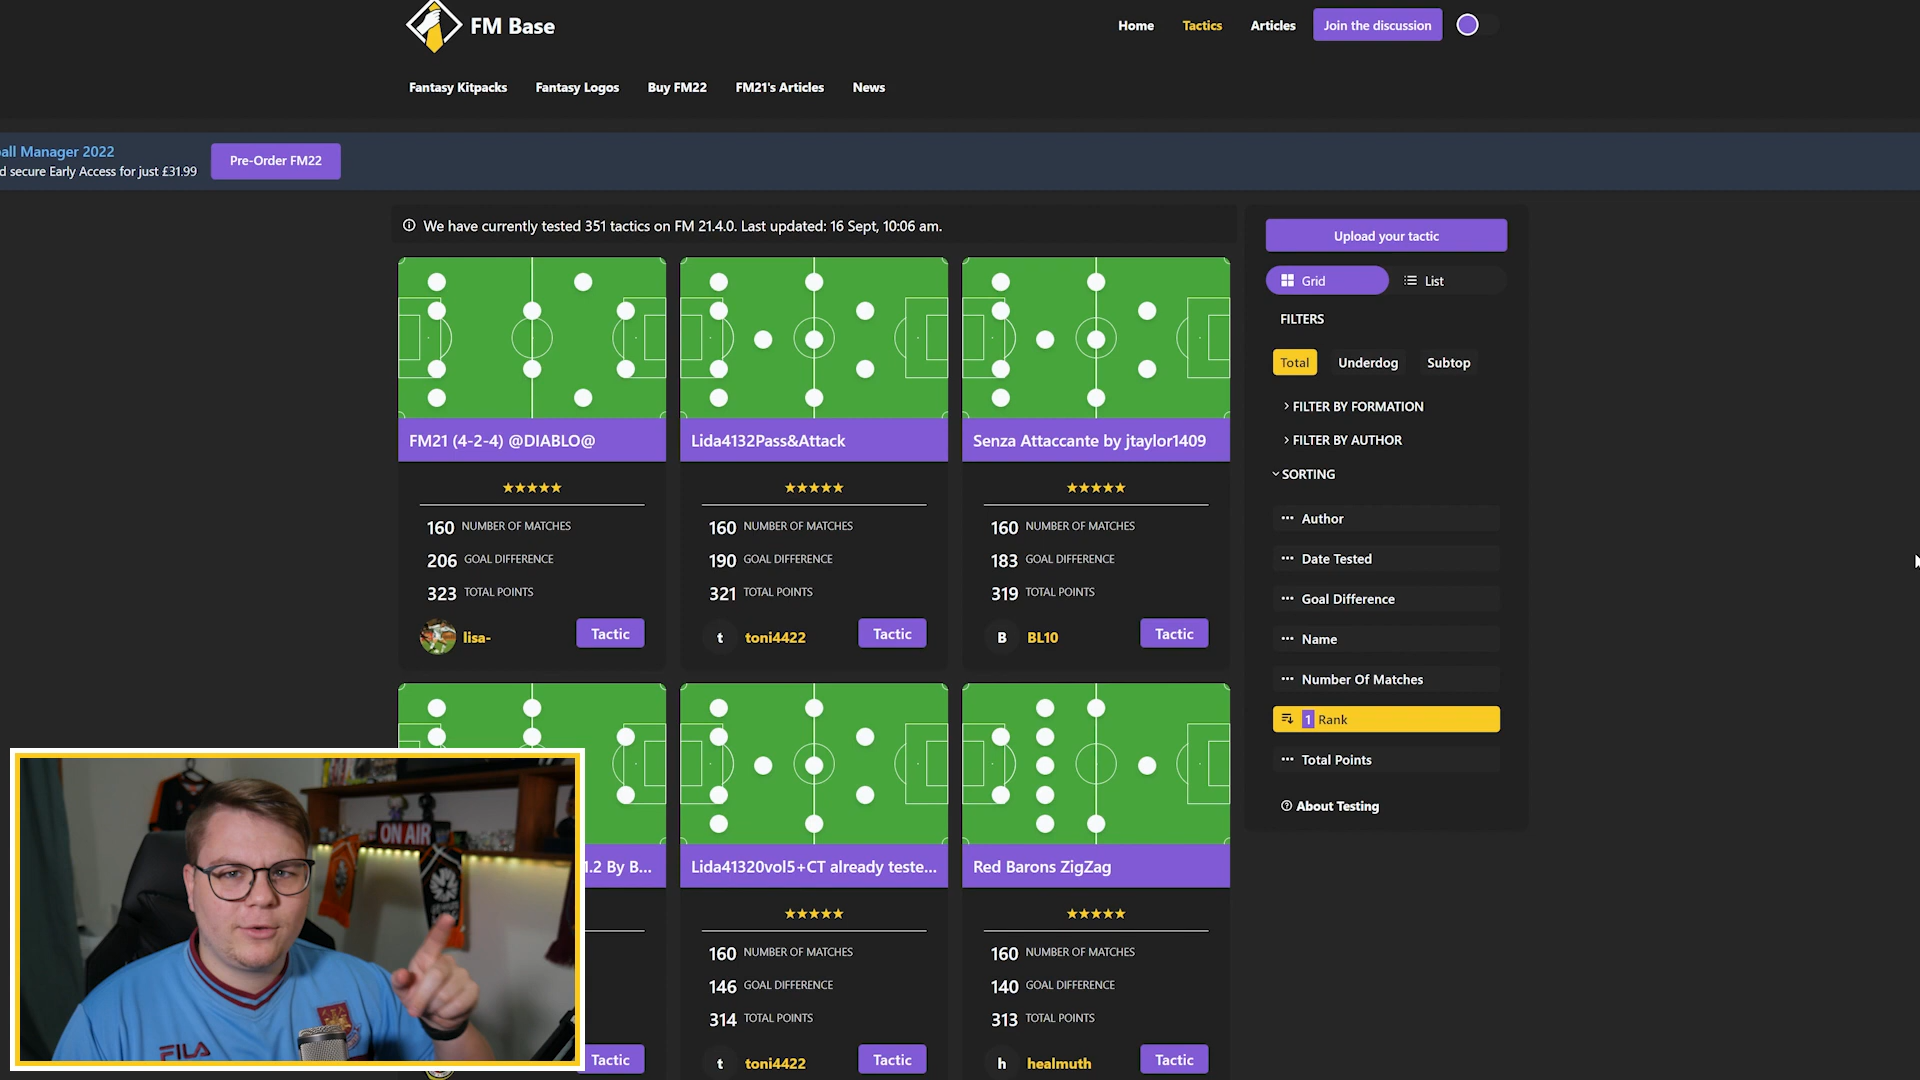 FM Base
Home Tactics Articles Join the discussion
Fantasy Kitpacks Fantasy Logos Buy FM22 FM21's Articles News
all Manager 2022
d secure Early Access for just £31.99
Pre-Order FM22
We have currently tested 351 tactics on FM 21.4.0. Last updated: 16 Sept, 10:06 am.
FM21 (4-2-4) @DIABLO@
160 NUMBER OF MATCHES
206 GOAL DIFFERENCE
323 TOTAL POINTS
lisa- Tactic
Lida4132Pass&Attack
160 NUMBER OF MATCHES
190 GOAL DIFFERENCE
321 TOTAL POINTS
t toni4422 Tactic
Senza Attaccante by jtaylor1409
160 NUMBER OF MATCHES
183 GOAL DIFFERENCE
319 TOTAL POINTS
B BL10 Tactic
1.2 By B...
Tactic
Lida41320vol5+CT already teste...
160 NUMBER OF MATCHES
146 GOAL DIFFERENCE
314 TOTAL POINTS
t toni4422 Tactic
Red Barons ZigZag
160 NUMBER OF MATCHES
140 GOAL DIFFERENCE
313 TOTAL POINTS
h healmuth Tactic
Upload your tactic
Grid List
FILTERS
Total Underdog Subtop
FILTER BY FORMATION
FILTER BY AUTHOR
SORTING
Author
Date Tested
Goal Difference
Name
Number Of Matches
1 Rank
Total Points
About Testing
ON AIR
FILA